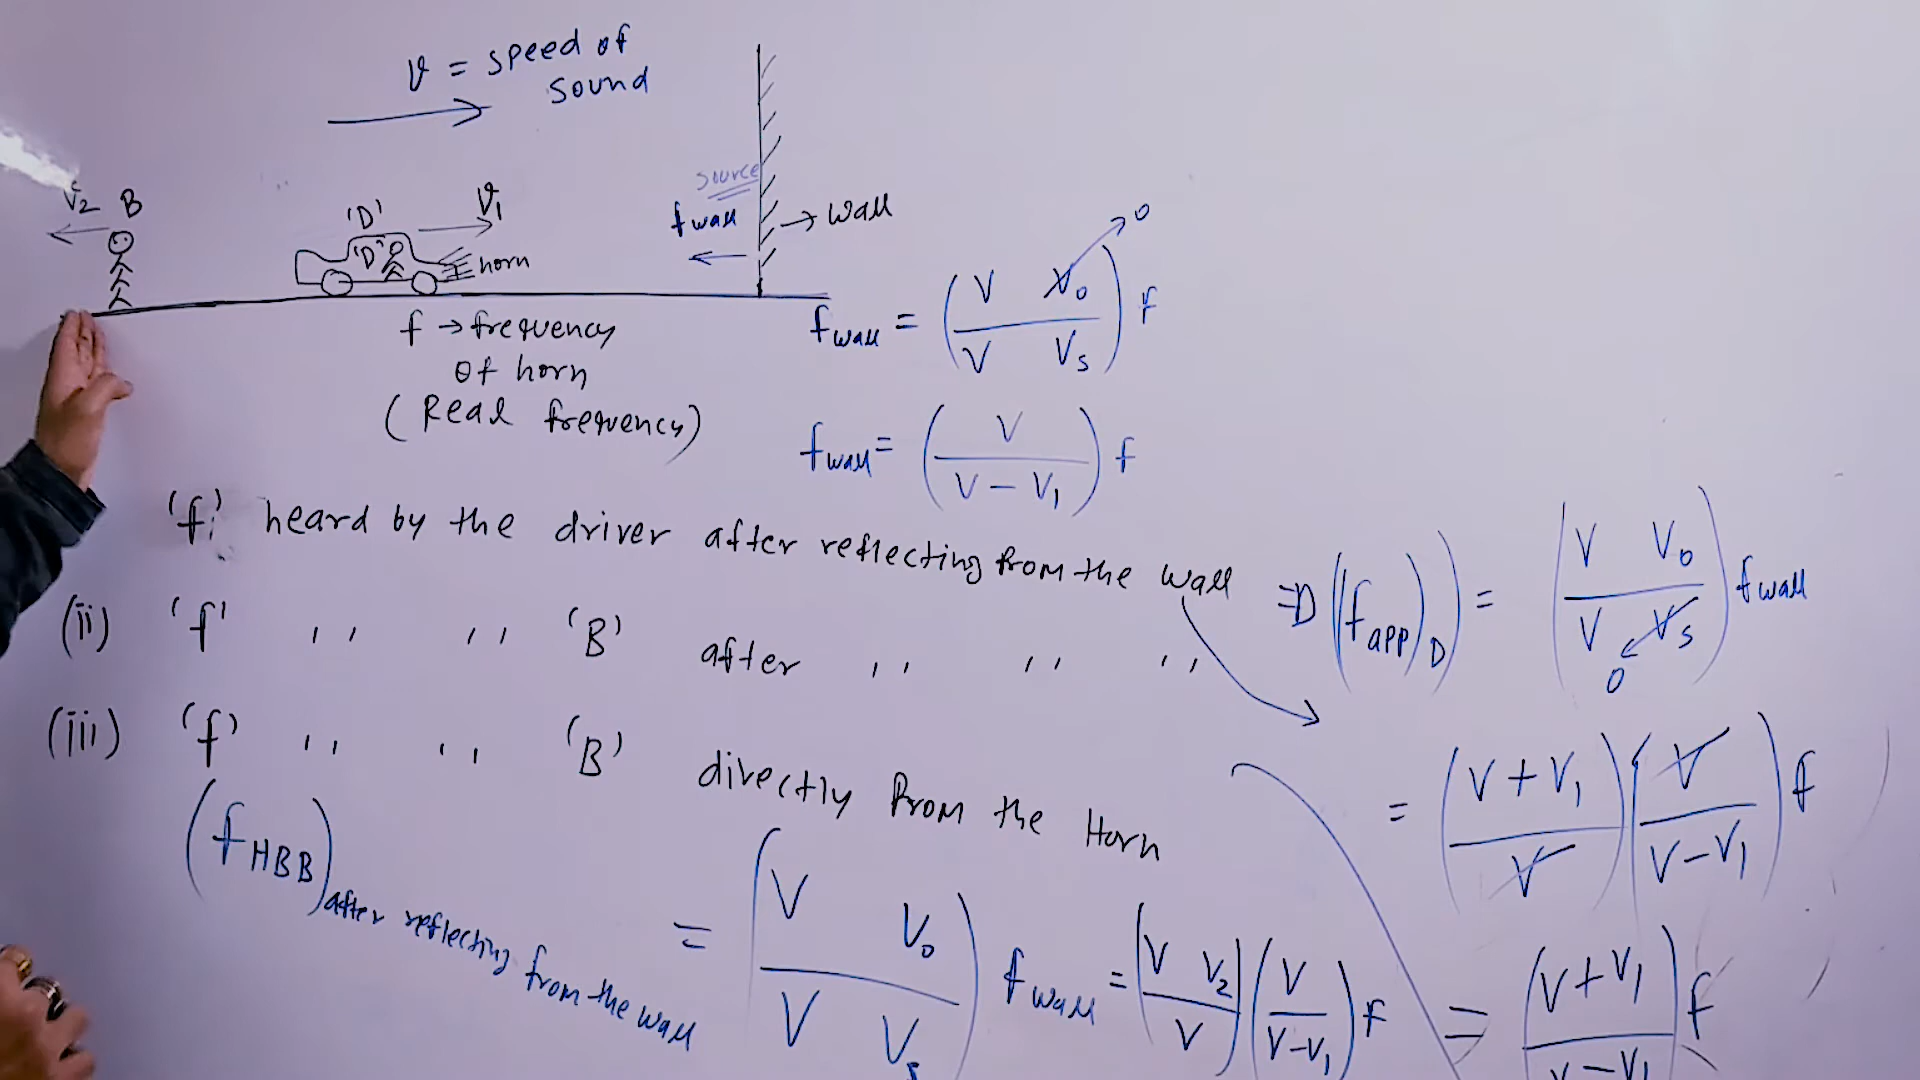 v = speed of
sound
V2 B
'D'
V1
'D'
horn
source
f wall
→ wall
f → frequency
of horn
(Real frequency)
f wall = (V V0 / V Vs) f
0
f wall = (V / V - V1) f
'f' heard by the driver after reflecting from the wall
⇒ D (f app)D = (V V0 / V Vs) f wall
0
(ii) 'f' ,, ,, 'B' after ,, ,, ,,
= (V + V1 / V) (V / V - V1) f
(iii) 'f' ,, ,, 'B' directly from the Horn
(f HBB) after reflecting from the wall = (V V0 / V Vs) f wall = (V V2 / V) (V / V - V1) f
= (V + V1 / V - V1) f